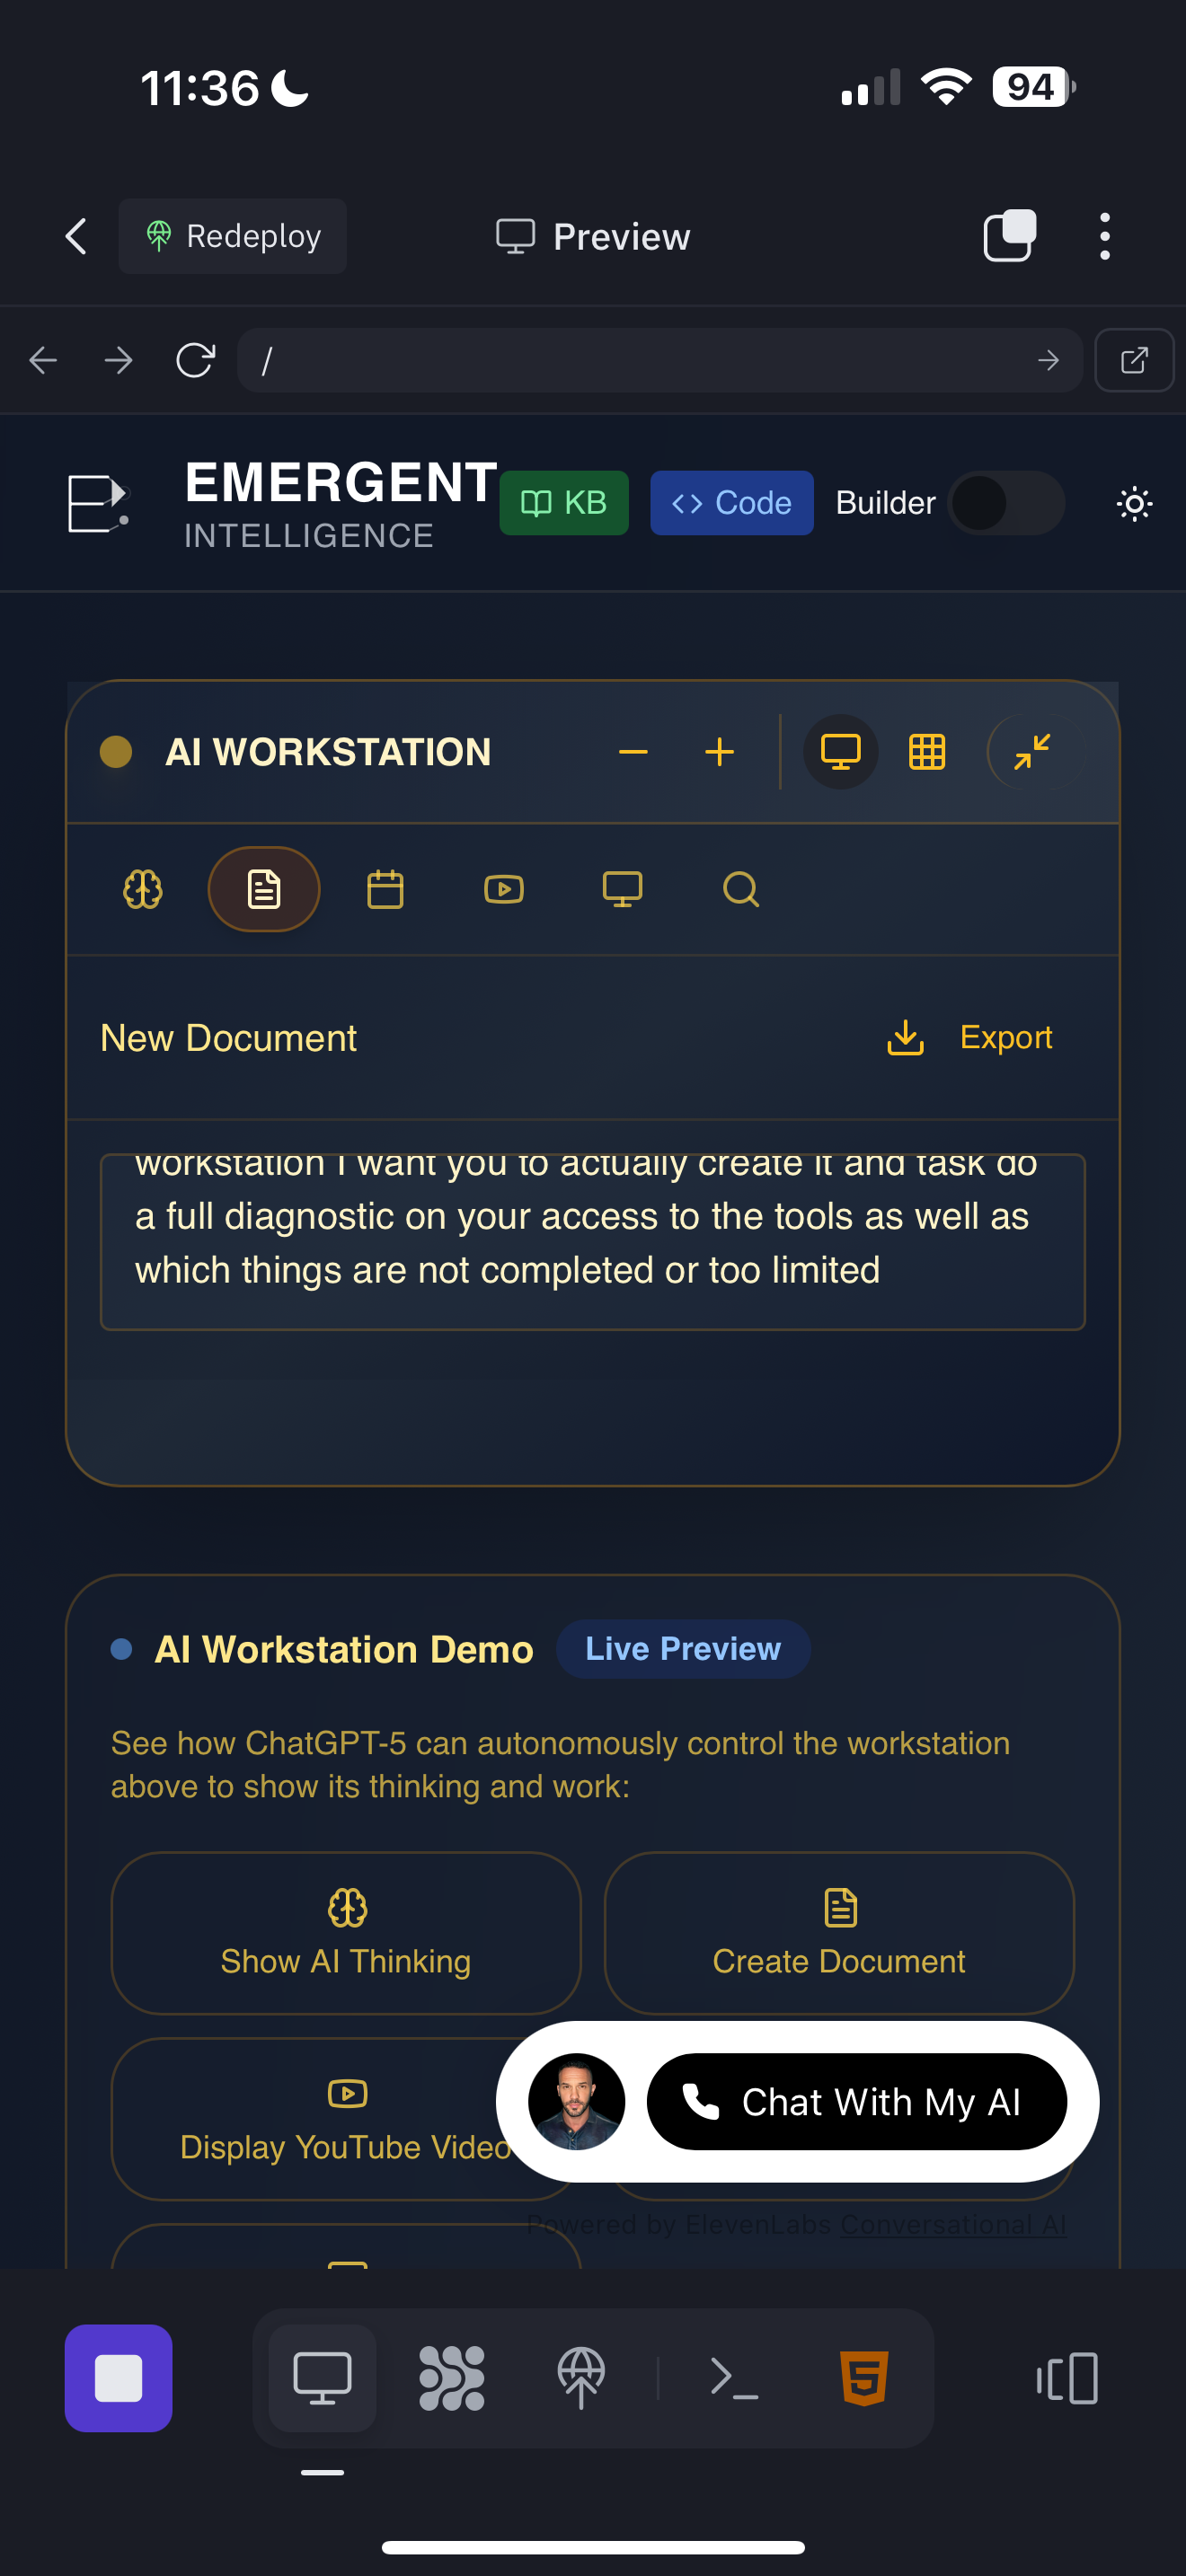 11:36
94
Redeploy
Preview
/
EMERGENT
INTELLIGENCE
KB
Code
Builder
AI WORKSTATION
New Document
Export
workstation I want you to actually create it and task do
a full diagnostic on your access to the tools as well as
which things are not completed or too limited
AI Workstation Demo
Live Preview
See how ChatGPT-5 can autonomously control the workstation
above to show its thinking and work:
Show AI Thinking
Create Document
Display YouTube Video
Chat With My AI
Powered by ElevenLabs Conversational AI